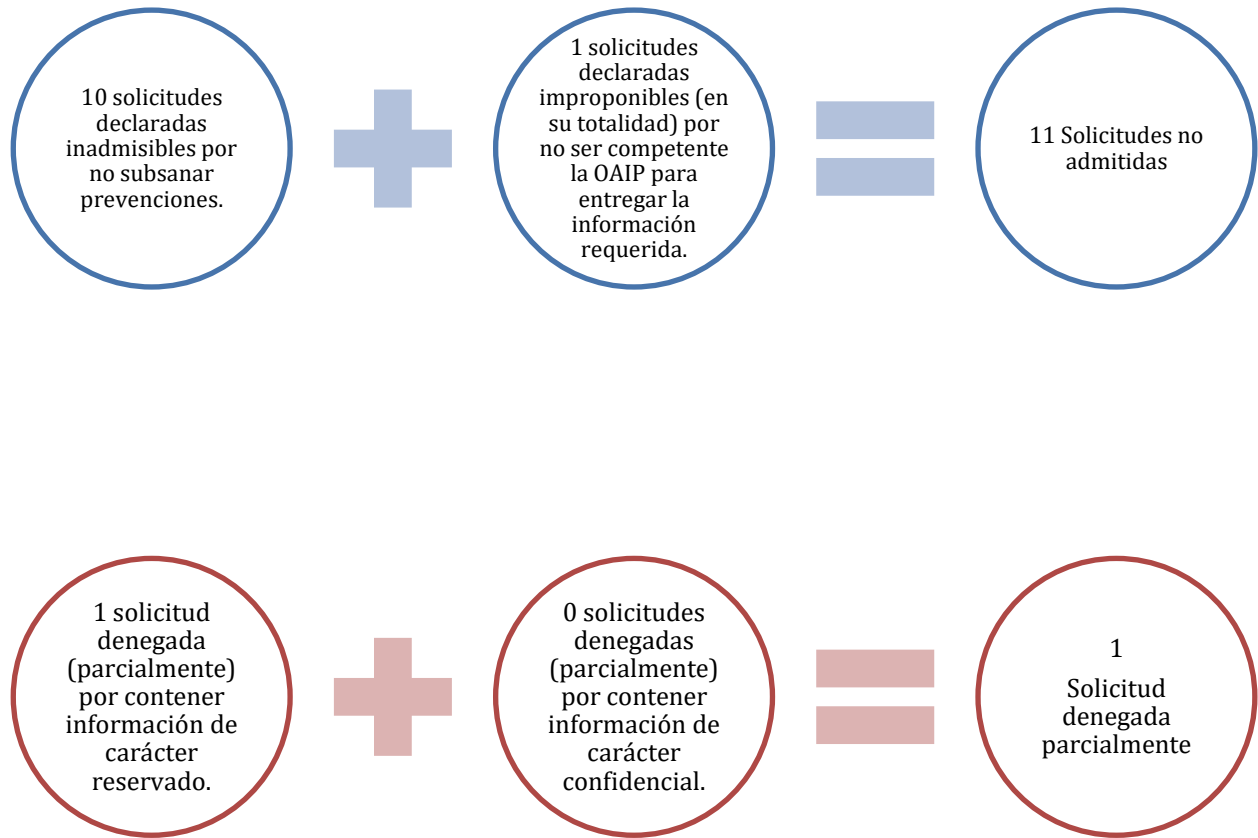 10 solicitudes
declaradas
inadmisibles por
no subsanar
prevenciones.
1 solicitudes
declaradas
improponibles (en
su totalidad) por
no ser competente
la OAIP para
entregar la
información
requerida.
11 Solicitudes no
admitidas
1 solicitud
denegada
(parcialmente)
por contener
información de
carácter
reservado.
0 solicitudes
denegadas
(parcialmente)
por contener
información de
carácter
confidencial.
1
Solicitud
denegada
parcialmente